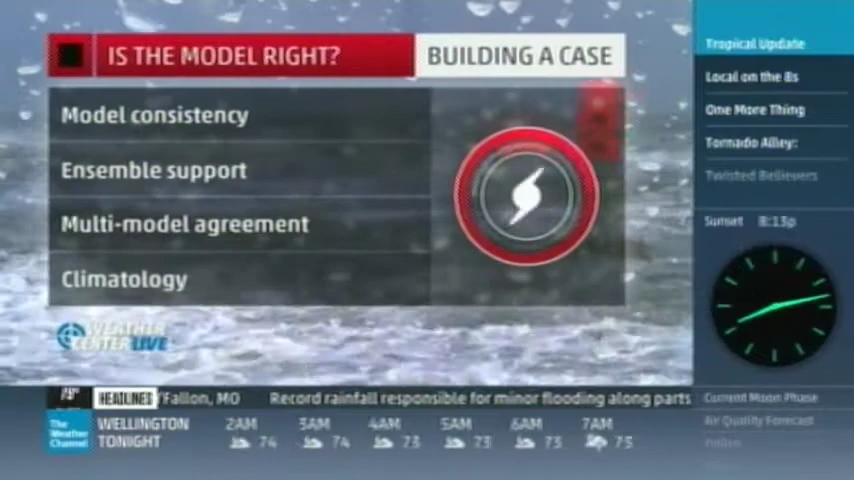 IS THE MODEL RIGHT? BUILDING A CASE
Model consistency
Ensemble support
Multi-model agreement
Climatology
WEATHER
CENTER LIVE
Tropical Update
Local on the 8s
One More Thing
Tornado Alley:
Twisted Believers
Sunset 8:13p
Current Moon Phase
Air Quality Forecast
HEADLINES /Fallon, MO Record rainfall responsible for minor flooding along parts
The
Weather
Channel
WELLINGTON
TONIGHT
2AM 3AM 4AM 5AM 6AM 7AM
74 74 73 73 73 75